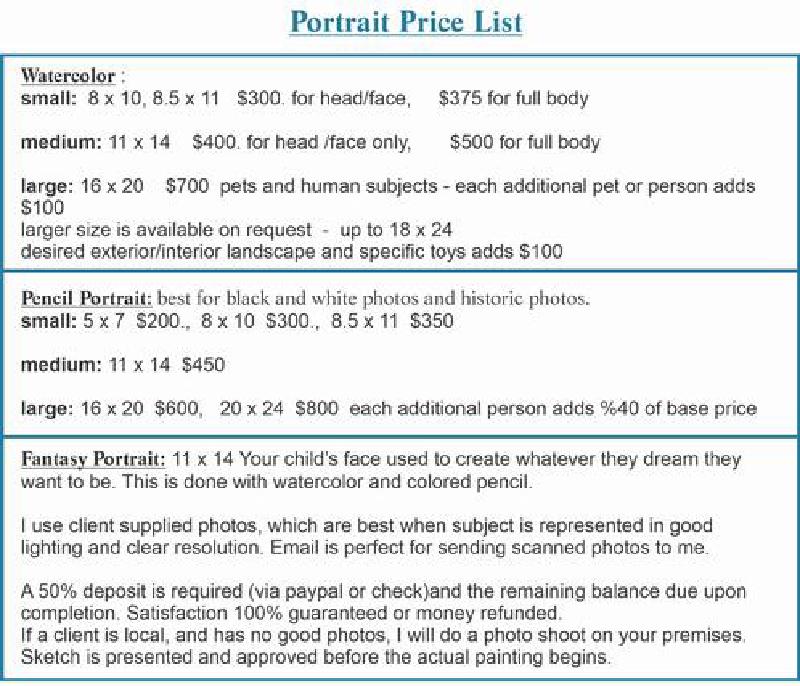 Portrait Price List
Watercolor :
small: 8 x 10, 8.5 x 11 $300. for head/face, $375 for full body
medium: 11 x 14 $400. for head /face only, $500 for full body
large: 16 x 20 $700 pets and human subjects - each additional pet or person adds
$100
larger size is available on request - up to 18 x 24
desired exterior/interior landscape and specific toys adds $100
Pencil Portrait: best for black and white photos and historic photos.
small: 5 x 7 $200., 8 x 10 $300., 8.5 x 11 $350
medium: 11 x 14 $450
large: 16 x 20 $600, 20 x 24 $800 each additional person adds %40 of base price
Fantasy Portrait: 11 x 14 Your child's face used to create whatever they dream they
want to be. This is done with watercolor and colored pencil.
I use client supplied photos, which are best when subject is represented in good
lighting and clear resolution. Email is perfect for sending scanned photos to me.
A 50% deposit is required (via paypal or check)and the remaining balance due upon
completion. Satisfaction 100% guaranteed or money refunded.
If a client is local, and has no good photos, I will do a photo shoot on your premises.
Sketch is presented and approved before the actual painting begins.